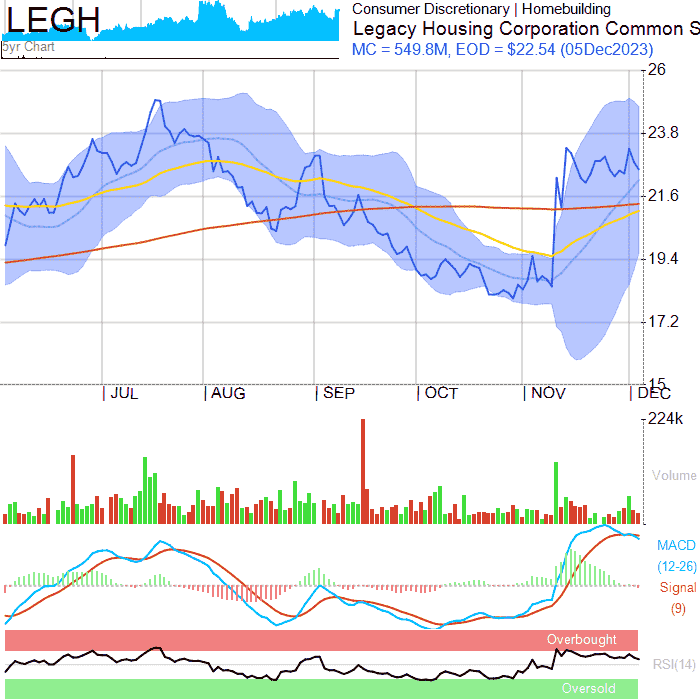 LEGH
5yr Chart
Consumer Discretionary | Homebuilding
Legacy Housing Corporation Common S
MC = 549.8M, EOD = $22.54 (05Dec2023)
26
23.8
21.6
19.4
17.2
15
JUL AUG SEP OCT NOV DEC
224k
Volume
MACD
(12-26)
Signal
(9)
Overbought
RSI(14)
Oversold